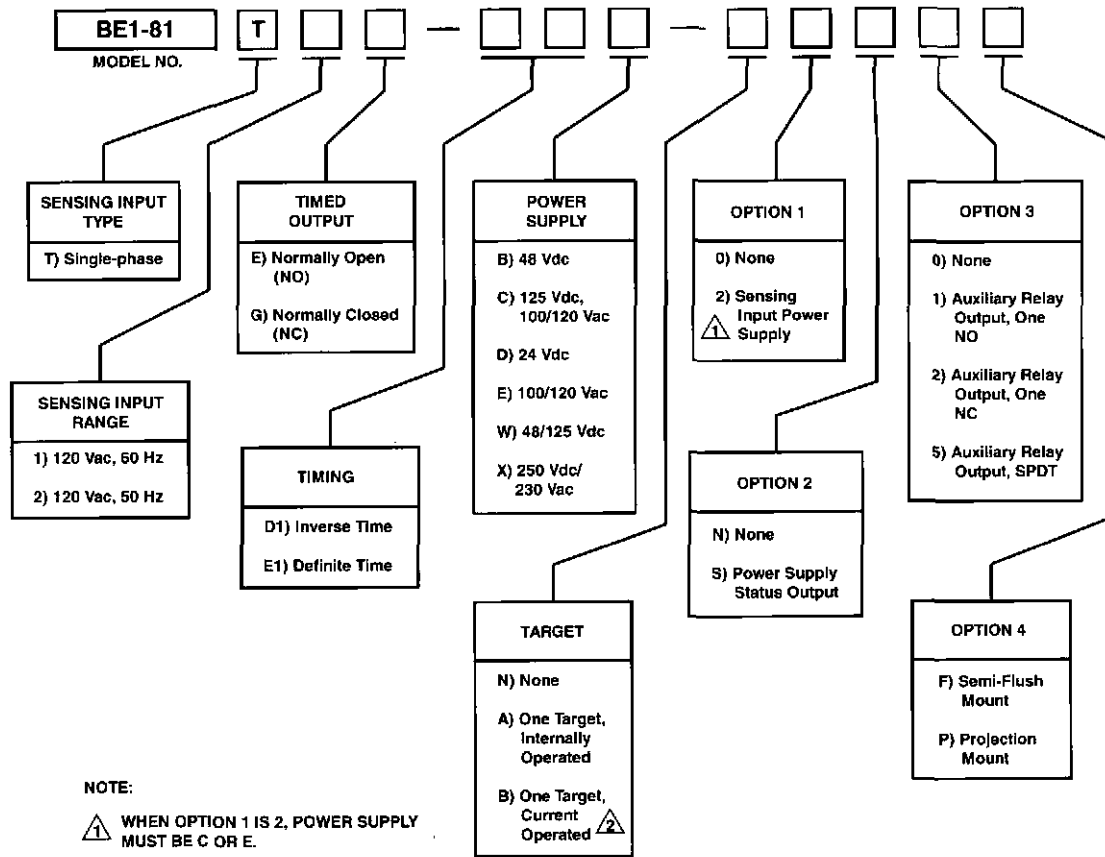 BE1-81 T — —
MODEL NO.
SENSING INPUT
TYPE
T) Single-phase
SENSING INPUT
RANGE
1) 120 Vac, 60 Hz
2) 120 Vac, 50 Hz
TIMED
OUTPUT
E) Normally Open
(NO)
G) Normally Closed
(NC)
TIMING
D1) Inverse Time
E1) Definite Time
POWER
SUPPLY
B) 48 Vdc
C) 125 Vdc,
100/120 Vac
D) 24 Vdc
E) 100/120 Vac
W) 48/125 Vdc
X) 250 Vdc/
230 Vac
TARGET
N) None
A) One Target,
Internally
Operated
B) One Target,
Current
Operated 2
OPTION 1
0) None
2) Sensing
Input Power
1 Supply
OPTION 2
N) None
S) Power Supply
Status Output
OPTION 3
0) None
1) Auxiliary Relay
Output, One
NO
2) Auxiliary Relay
Output, One
NC
5) Auxiliary Relay
Output, SPDT
OPTION 4
F) Semi-Flush
Mount
P) Projection
Mount
NOTE:
1 WHEN OPTION 1 IS 2, POWER SUPPLY
MUST BE C OR E.